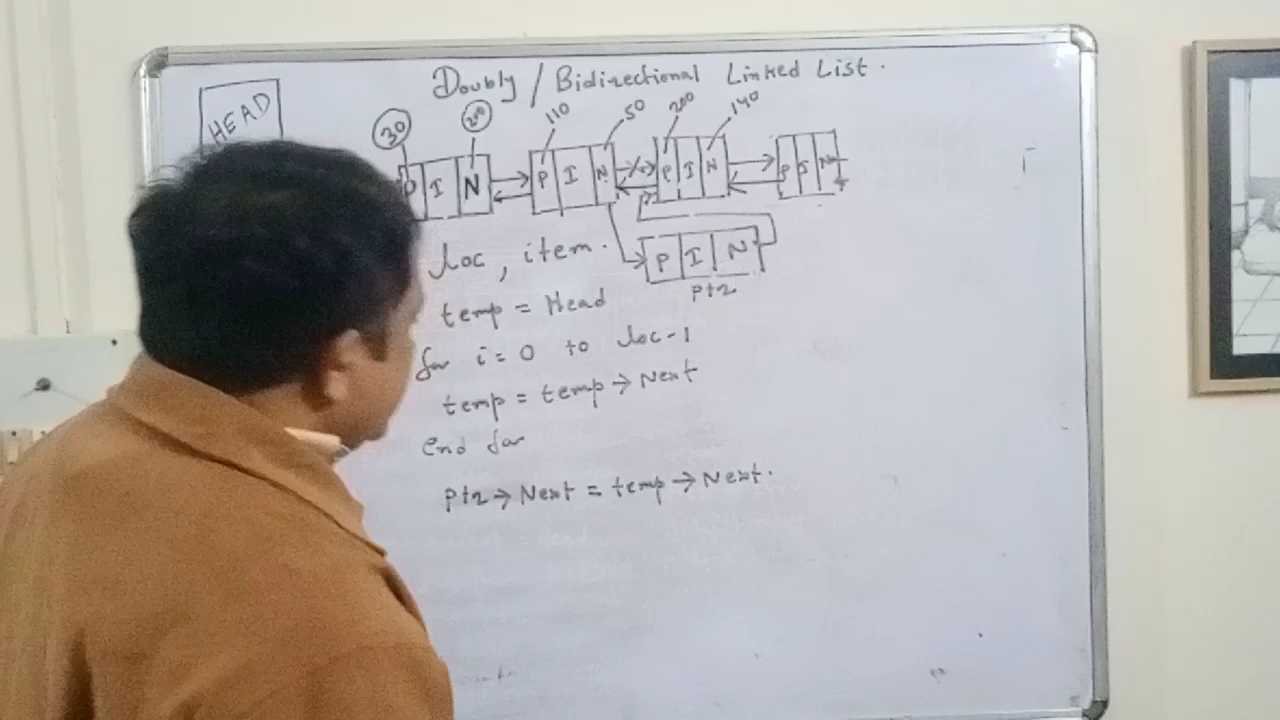 Doubly / Bidirectional Linked List.
HEAD
30 200 110 50 200 140
P I N P I N P I N P I N
P I N
ptr
loc, item.
temp = Head
for i = 0 to loc-1
temp = temp → Next
end for
ptr → Next = temp → Next.